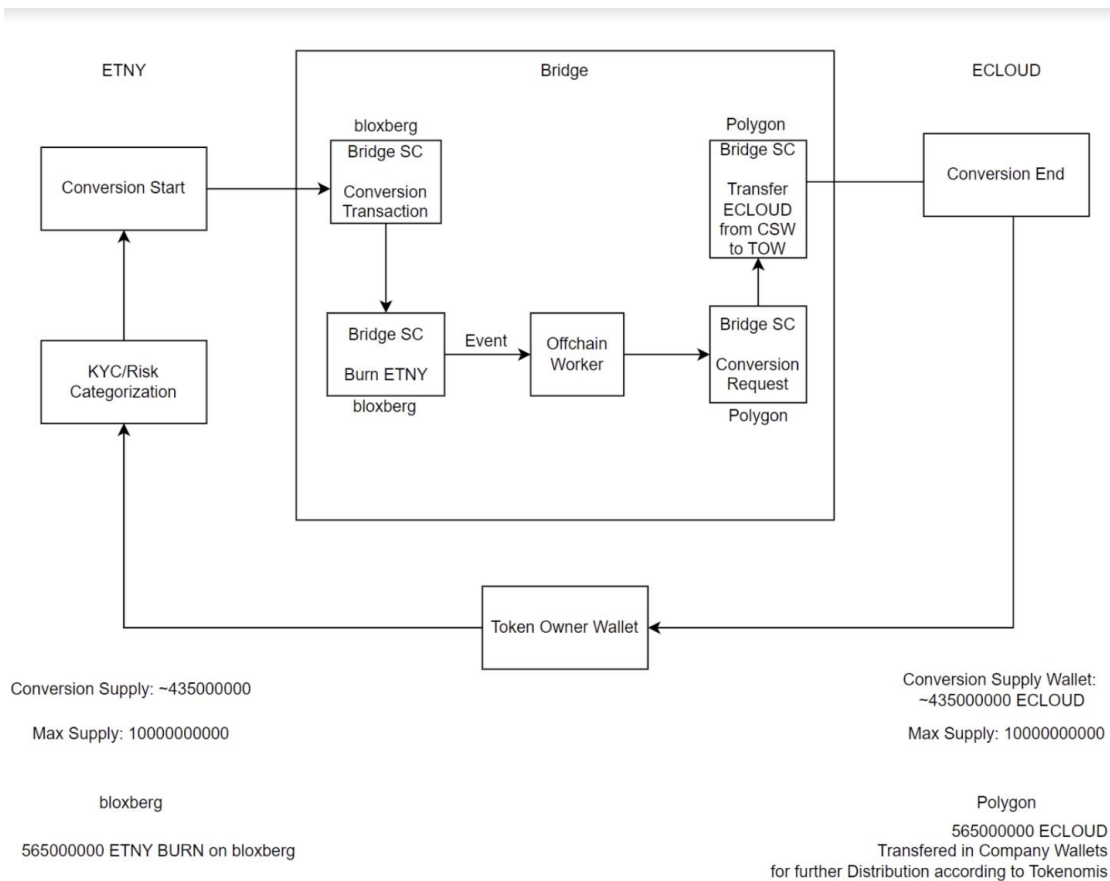 ETNY
Bridge
ECLOUD
bloxberg
Bridge SC
Conversion
Transaction
Polygon
Bridge SC
Transfer
ECLOUD
from CSW
to TOW
Conversion Start
Conversion End
KYC/Risk
Categorization
Bridge SC
Burn ETNY
bloxberg
Event
Offchain
Worker
Bridge SC
Conversion
Request
Polygon
Token Owner Wallet
Conversion Supply: ~435000000
Max Supply: 10000000000
bloxberg
565000000 ETNY BURN on bloxberg
Conversion Supply Wallet:
~435000000 ECLOUD
Max Supply: 10000000000
Polygon
565000000 ECLOUD
Transfered in Company Wallets
for further Distribution according to Tokenomis